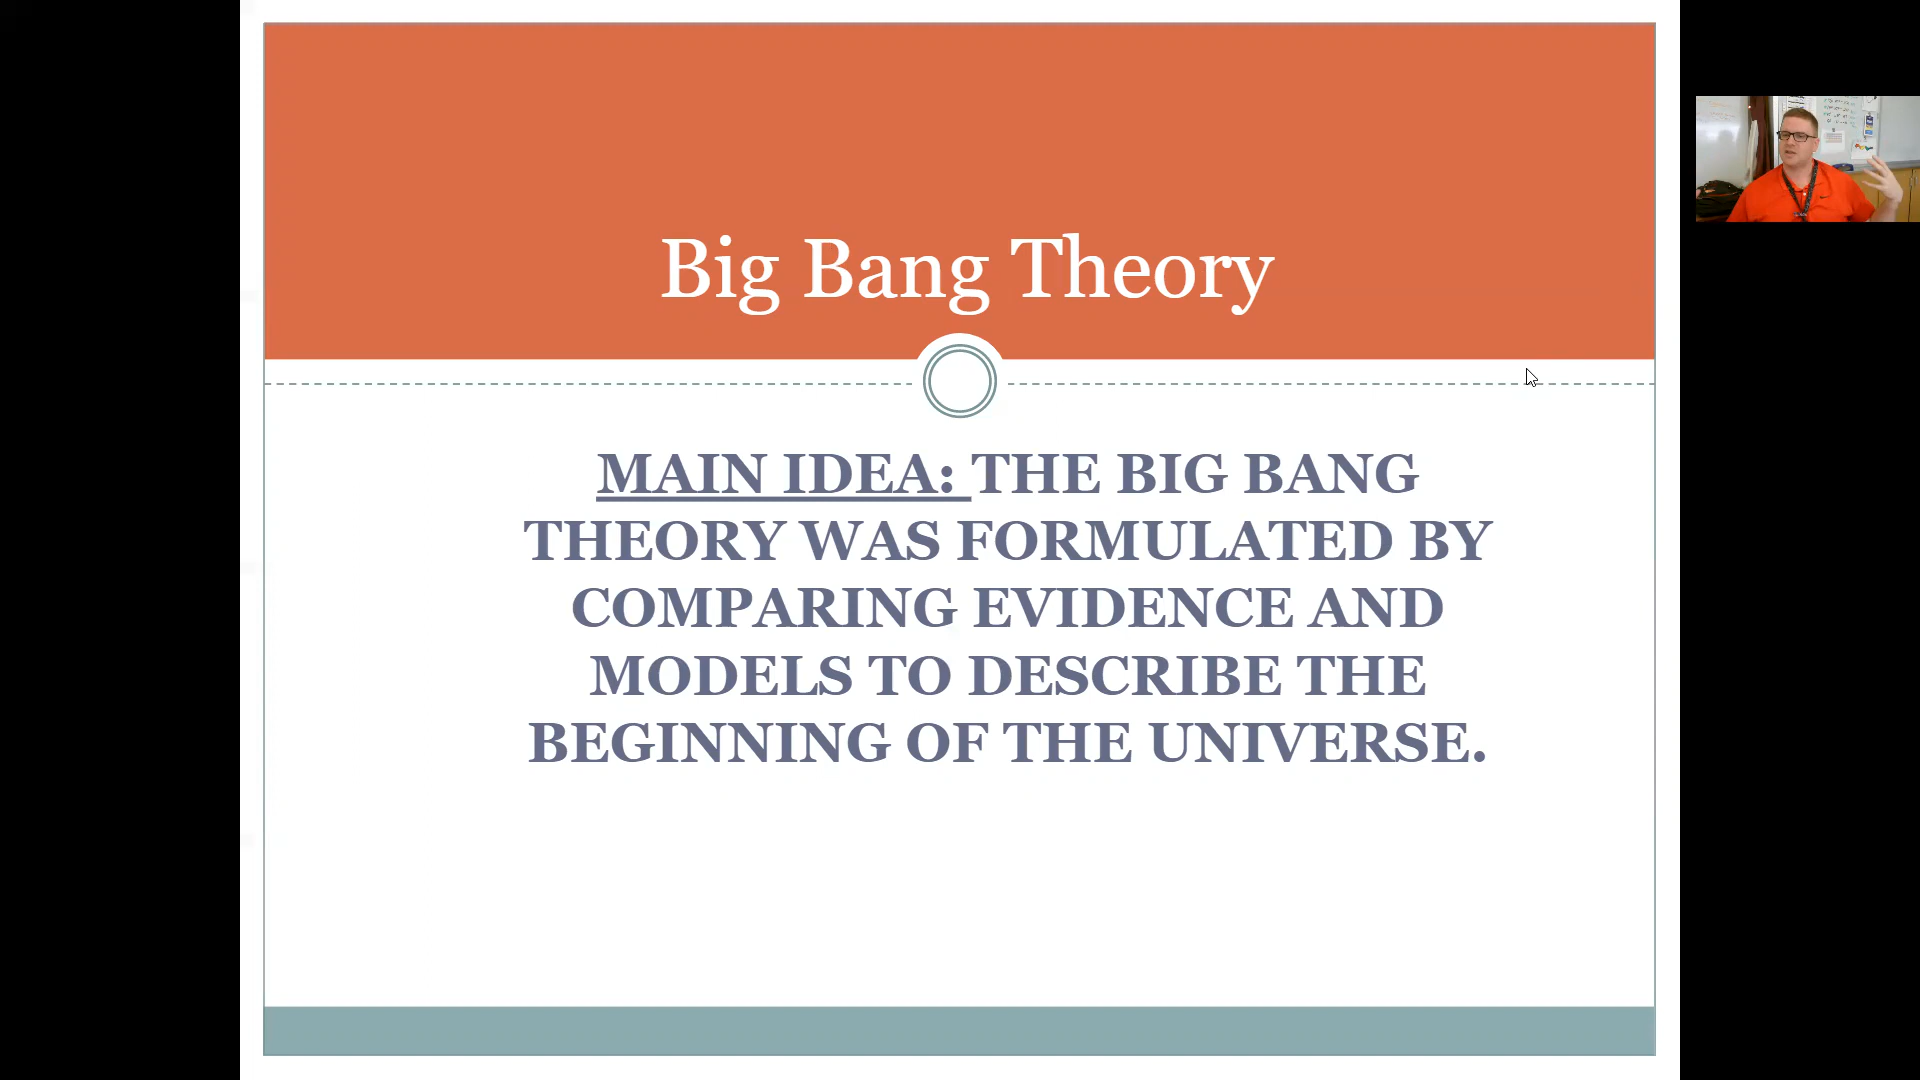 Big Bang Theory
MAIN IDEA: THE BIG BANG
THEORY WAS FORMULATED BY
COMPARING EVIDENCE AND
MODELS TO DESCRIBE THE
BEGINNING OF THE UNIVERSE.